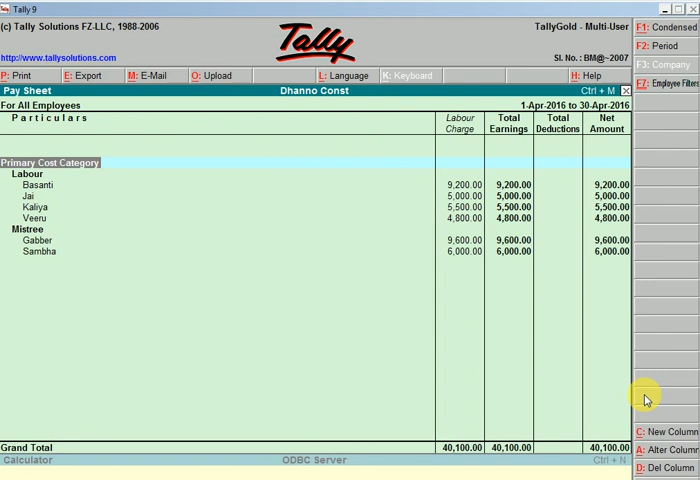 Tally 9
(c) Tally Solutions FZ-LLC, 1988-2006
Tally
TallyGold - Multi-User
http://www.tallysolutions.com
Sl. No. : BM@~2007
P: Print E: Export M: E-Mail O: Upload L: Language K: Keyboard H: Help
F1: Condensed
F2: Period
F3: Company
F7: Employee Filters
Pay Sheet Dhanno Const Ctrl + M
For All Employees 1-Apr-2016 to 30-Apr-2016
Particulars Labour Charge Total Earnings Total Deductions Net Amount
Primary Cost Category
Labour
Basanti 9,200.00 9,200.00 9,200.00
Jai 5,000.00 5,000.00 5,000.00
Kaliya 5,500.00 5,500.00 5,500.00
Veeru 4,800.00 4,800.00 4,800.00
Mistree
Gabber 9,600.00 9,600.00 9,600.00
Sambha 6,000.00 6,000.00 6,000.00
Grand Total 40,100.00 40,100.00 40,100.00
Calculator ODBC Server Ctrl + N
C: New Column
A: Alter Column
D: Del Column